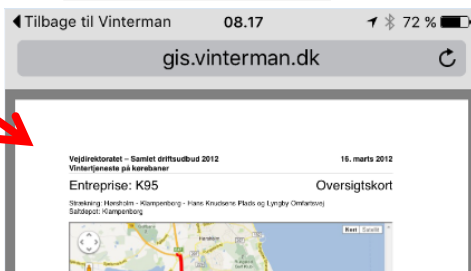 Tilbage til Vinterman 08.17 72 %
gis.vinterman.dk
Vejdirektoratet – Samlet driftsudbud 2012 16. marts 2012
Vintertjeneste på kørebaner
Entreprise: K95 Oversigtskort
Strækning: Hørsholm - Klampenborg - Hans Knudsens Plads og Lyngby Omfartsvej
Saltdepot: Klampenborg